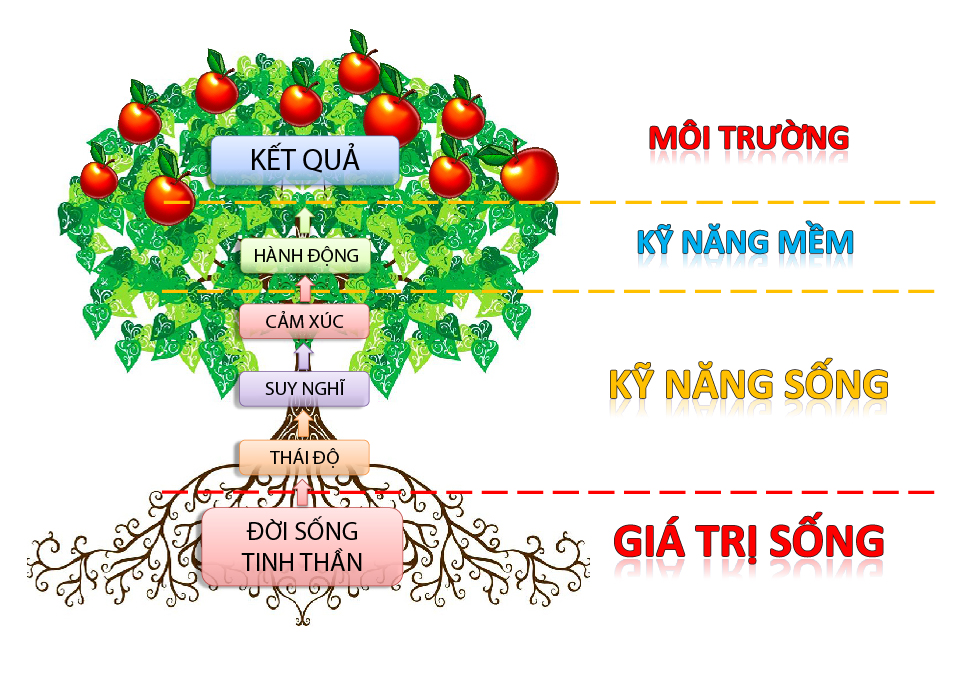 KẾT QUẢ
MÔI TRƯỜNG
HÀNH ĐỘNG
KỸ NĂNG MỀM
CẢM XÚC
SUY NGHĨ
KỸ NĂNG SỐNG
THÁI ĐỘ
ĐỜI SỐNG
TINH THẦN
GIÁ TRỊ SỐNG